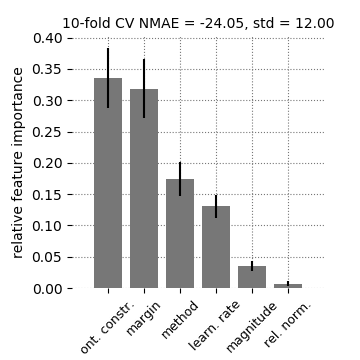 10-fold CV NMAE = -24.05, std = 12.00
relative feature importance
0.40
0.35
0.30
0.25
0.20
0.15
0.10
0.05
0.00
ont. constr.
margin
method
learn. rate
magnitude
rel. norm.